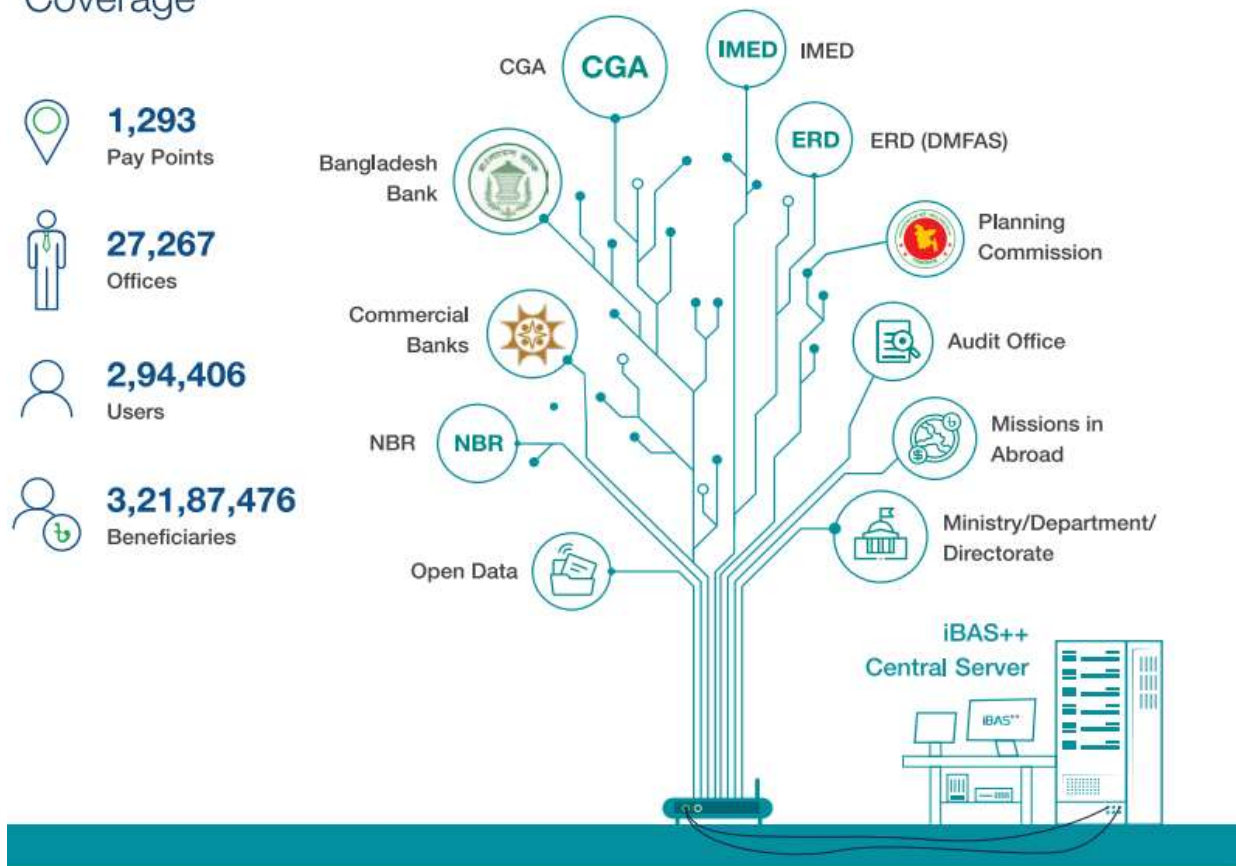 Coverage
1,293
Pay Points
27,267
Offices
2,94,406
Users
3,21,87,476
Beneficiaries
CGA
CGA
IMED
IMED
Bangladesh
Bank
ERD
ERD (DMFAS)
Planning
Commission
Commercial
Banks
Audit Office
NBR
NBR
Missions in
Abroad
Open Data
Ministry/Department/
Directorate
iBAS++
Central Server
iBAS++